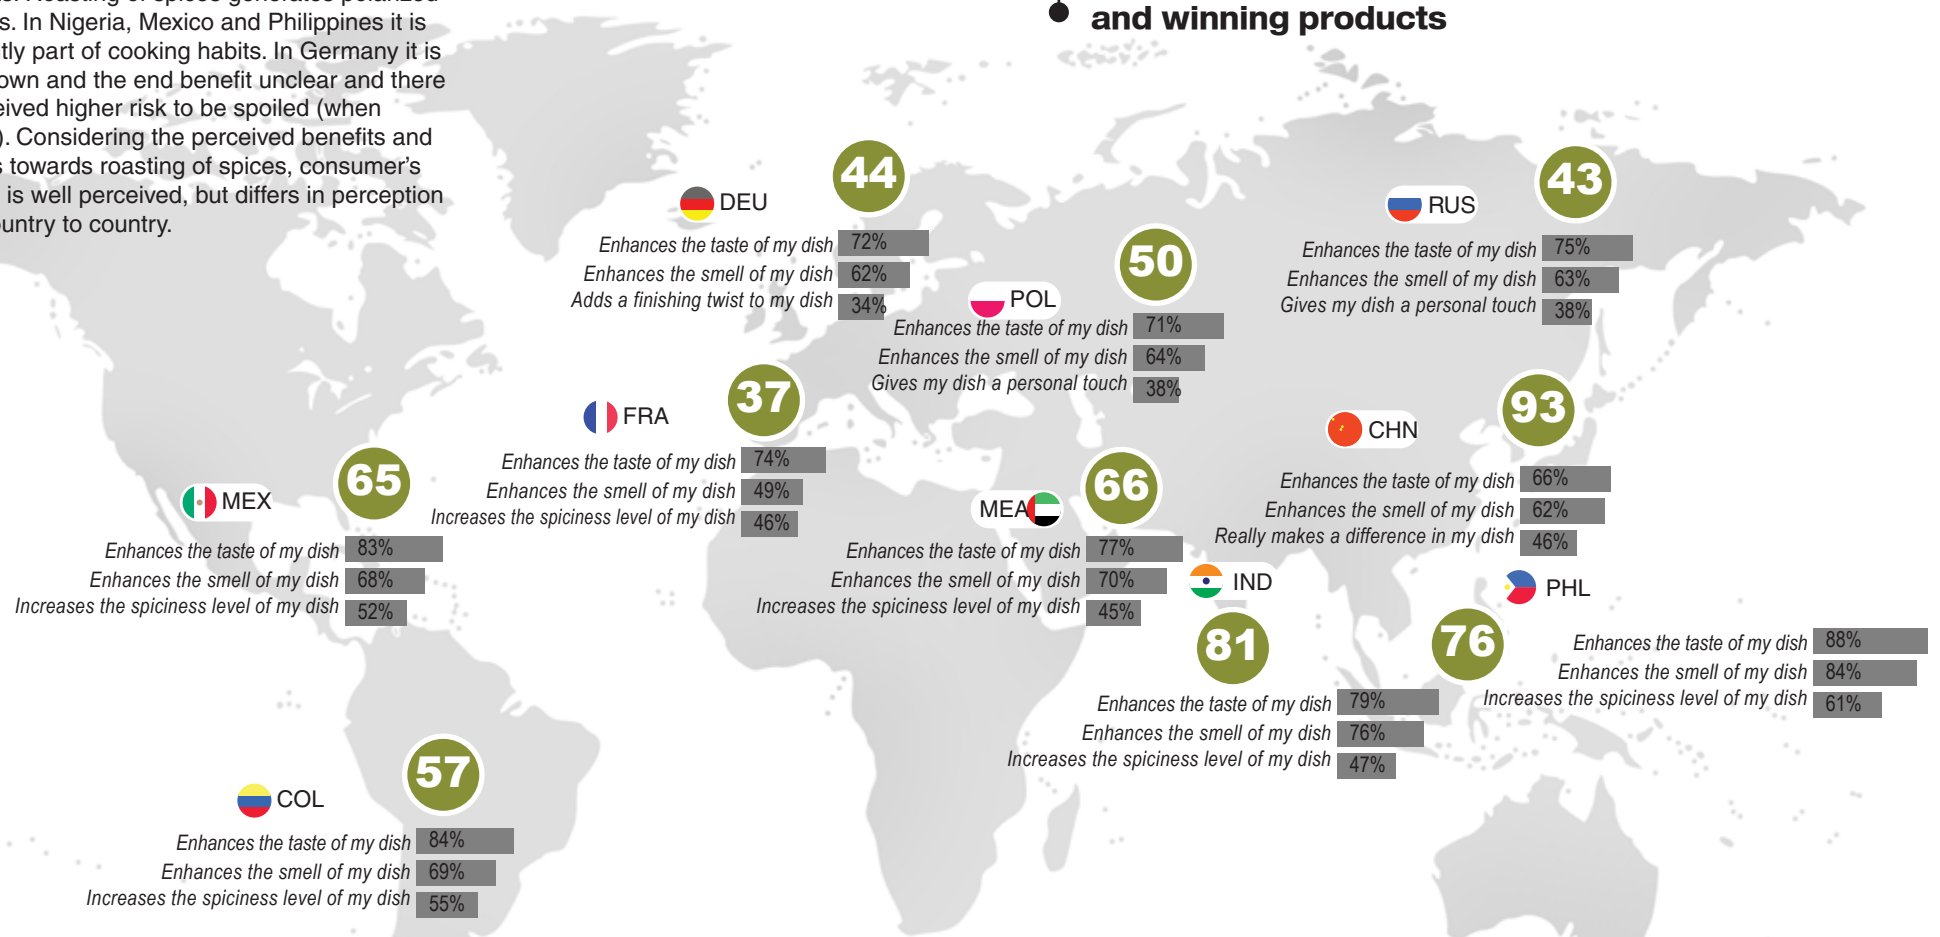 s. In Nigeria, Mexico and Philippines it is
part of cooking habits. In Germany it is
own and the end benefit unclear and there
higher risk to be spoiled (when
). Considering the perceived benefits and
s towards roasting of spices, consumer's
is well perceived, but differs in perception
country to country.
and winning products
DEU
44
Enhances the taste of my dish 72%
Enhances the smell of my dish 62%
Adds a finishing twist to my dish 34%
RUS
43
Enhances the taste of my dish 75%
Enhances the smell of my dish 63%
Gives my dish a personal touch 38%
POL
50
Enhances the taste of my dish 71%
Enhances the smell of my dish 64%
Gives my dish a personal touch 38%
FRA
37
Enhances the taste of my dish 74%
Enhances the smell of my dish 49%
Increases the spiciness level of my dish 46%
CHN
93
Enhances the taste of my dish 66%
Enhances the smell of my dish 62%
Really makes a difference in my dish 46%
MEX
65
Enhances the taste of my dish 83%
Enhances the smell of my dish 68%
Increases the spiciness level of my dish 52%
MEA
66
Enhances the taste of my dish 77%
Enhances the smell of my dish 70%
Increases the spiciness level of my dish 45%
IND
81
Enhances the taste of my dish 79%
Enhances the smell of my dish 76%
Increases the spiciness level of my dish 47%
PHL
76
Enhances the taste of my dish 88%
Enhances the smell of my dish 84%
Increases the spiciness level of my dish 61%
COL
57
Enhances the taste of my dish 84%
Enhances the smell of my dish 69%
Increases the spiciness level of my dish 55%